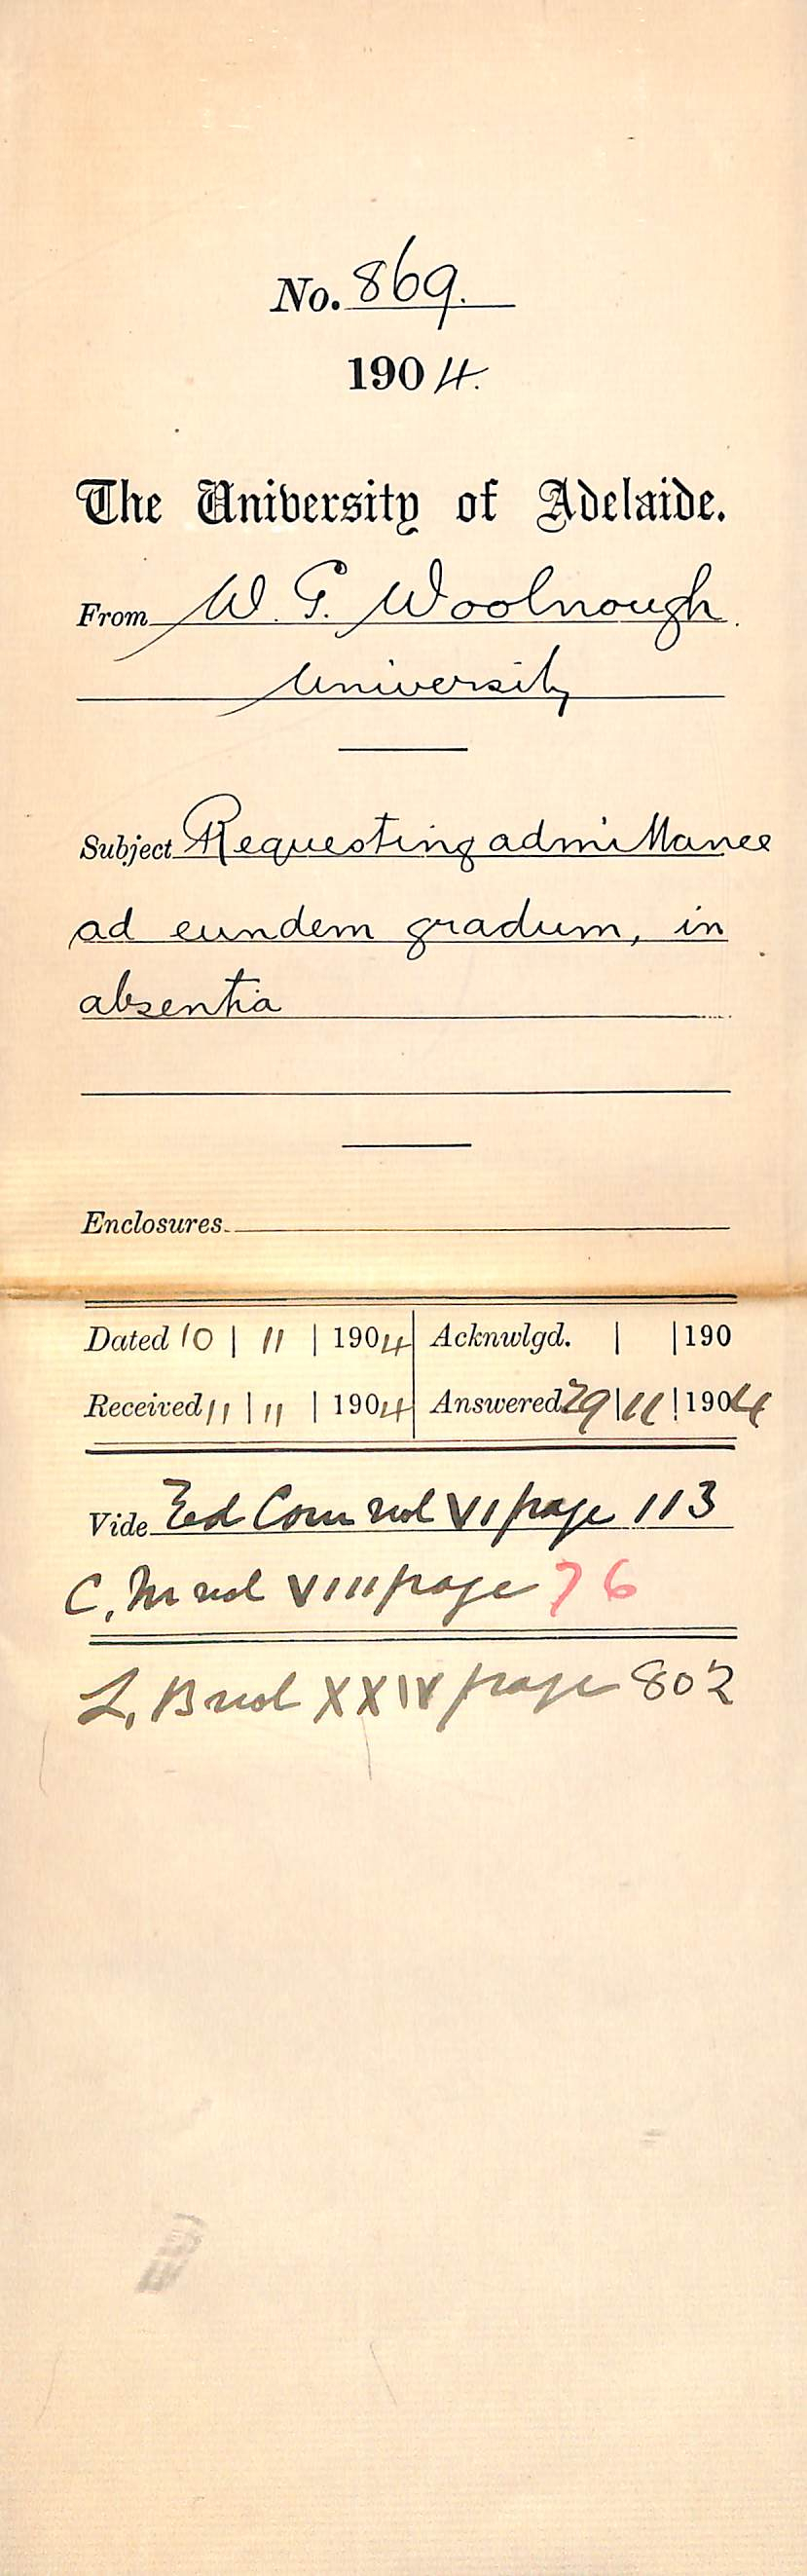 No. 869.
1904.
The University of Adelaide.
From W. G. Woolnough.
University
Subject Requesting admittance
ad eundem gradum, in
absentia
Enclosures
Dated 10 | 11 | 1904 Acknwlgd. | | 190
Received 11 | 11 | 1904 Answered 29 | 11 | 1904
Vide Ed Com vol VI page 113
C. M vol VIII page 76
L. B vol XXIV page 802